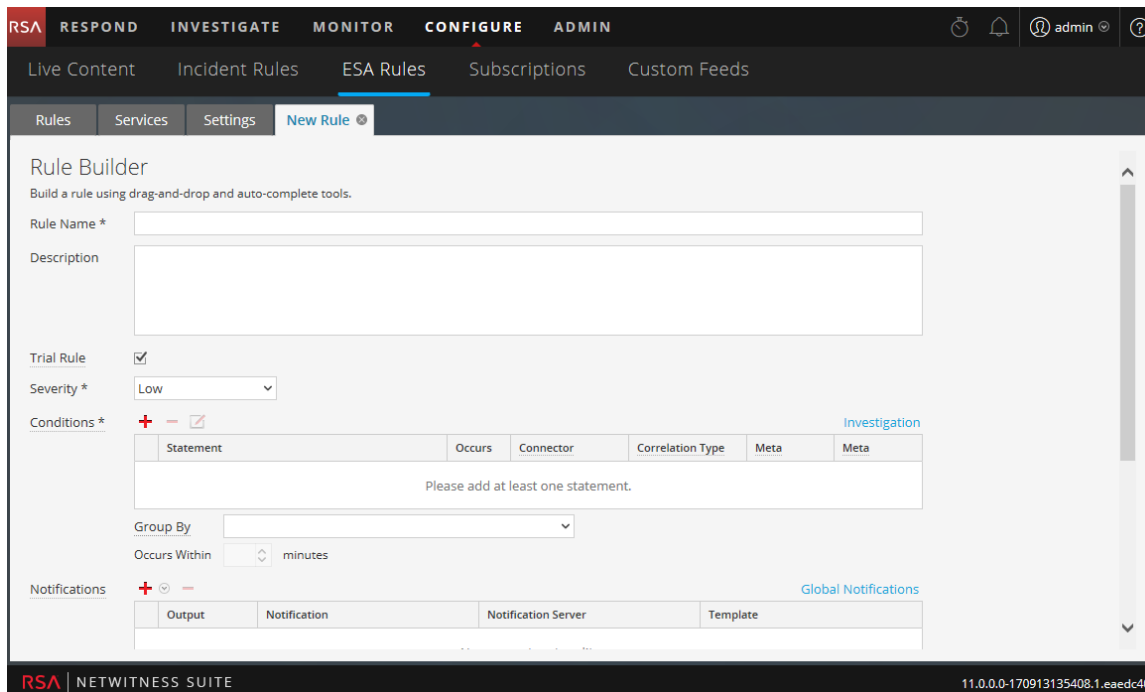 RSA RESPOND INVESTIGATE MONITOR CONFIGURE ADMIN admin
Live Content Incident Rules ESA Rules Subscriptions Custom Feeds
Rules Services Settings New Rule
Rule Builder
Build a rule using drag-and-drop and auto-complete tools.
Rule Name *
Description
Trial Rule
Severity * Low
Conditions * Investigation
Statement Occurs Connector Correlation Type Meta Meta
Please add at least one statement.
Group By
Occurs Within minutes
Notifications Global Notifications
Output Notification Notification Server Template
RSA NETWITNESS SUITE 11.0.0.0-170913135408.1.eaedc4